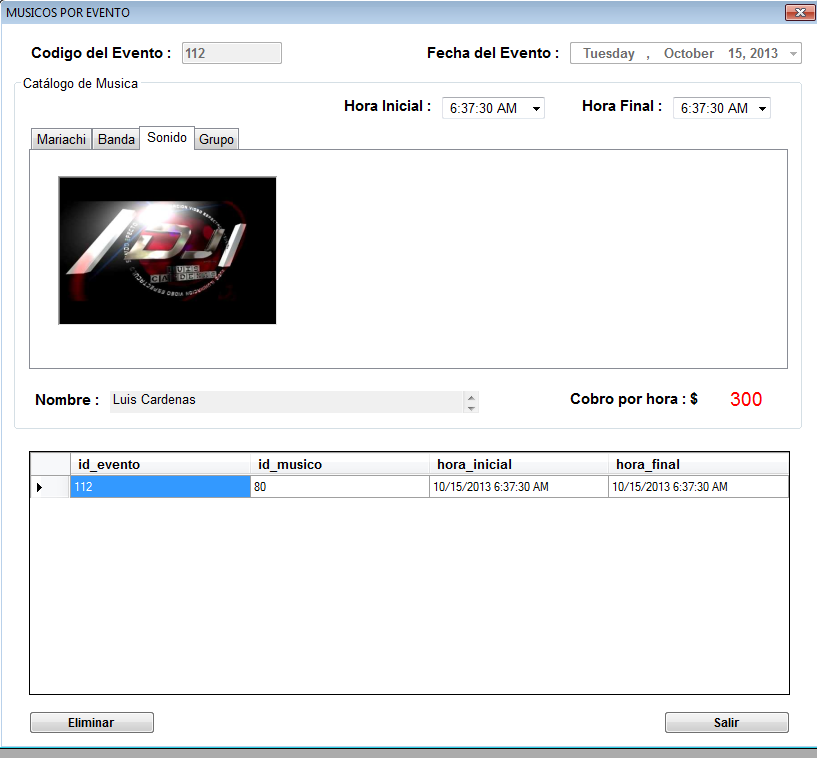 MUSICOS POR EVENTO
Codigo del Evento : 112 Fecha del Evento : Tuesday , October 15, 2013
Catálogo de Musica
Hora Inicial : 6:37:30 AM Hora Final : 6:37:30 AM
Mariachi Banda Sonido Grupo
DJ
Nombre : Luis Cardenas Cobro por hora : $ 300
id_evento id_musico hora_inicial hora_final
112 80 10/15/2013 6:37:30 AM 10/15/2013 6:37:30 AM
Eliminar Salir